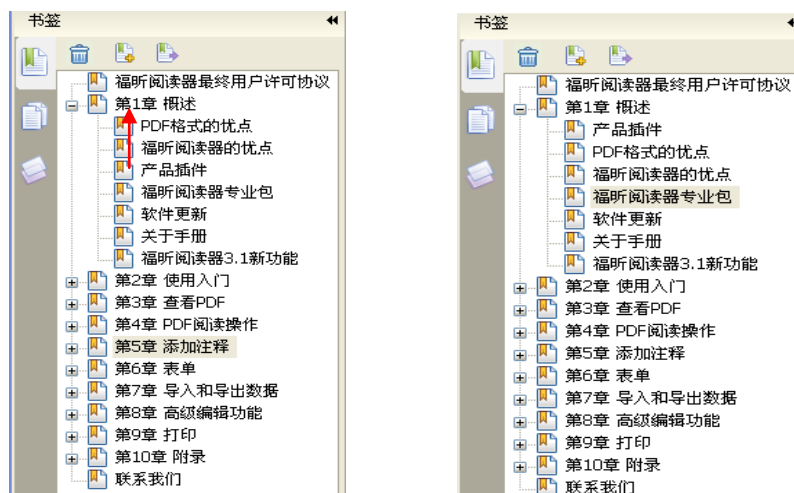 书签
福昕阅读器最终用户许可协议
第1章 概述
PDF格式的优点
福昕阅读器的优点
产品插件
福昕阅读器专业包
软件更新
关于手册
福昕阅读器3.1新功能
第2章 使用入门
第3章 查看PDF
第4章 PDF阅读操作
第5章 添加注释
第6章 表单
第7章 导入和导出数据
第8章 高级编辑功能
第9章 打印
第10章 附录
联系我们
书签
福昕阅读器最终用户许可协议
第1章 概述
产品插件
PDF格式的优点
福昕阅读器的优点
福昕阅读器专业包
软件更新
关于手册
福昕阅读器3.1新功能
第2章 使用入门
第3章 查看PDF
第4章 PDF阅读操作
第5章 添加注释
第6章 表单
第7章 导入和导出数据
第8章 高级编辑功能
第9章 打印
第10章 附录
联系我们